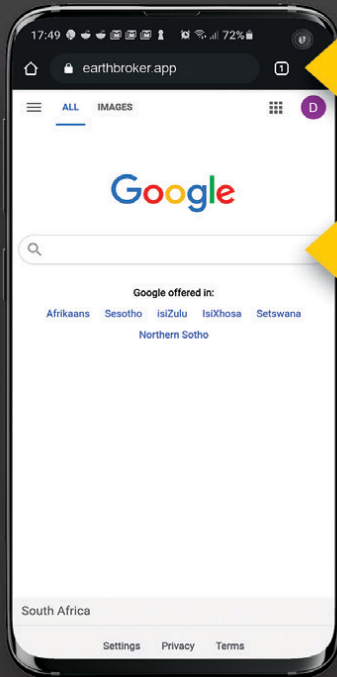 17:49 72%
earthbroker.app 1
ALL IMAGES D
Google
Google offered in:
Afrikaans Sesotho isiZulu IsiXhosa Setswana
Northern Sotho
South Africa
Settings Privacy Terms